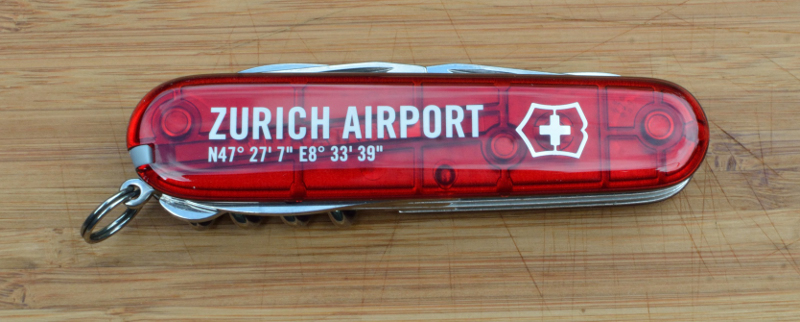 ZURICH AIRPORT
N47° 27' 7" E8° 33' 39"